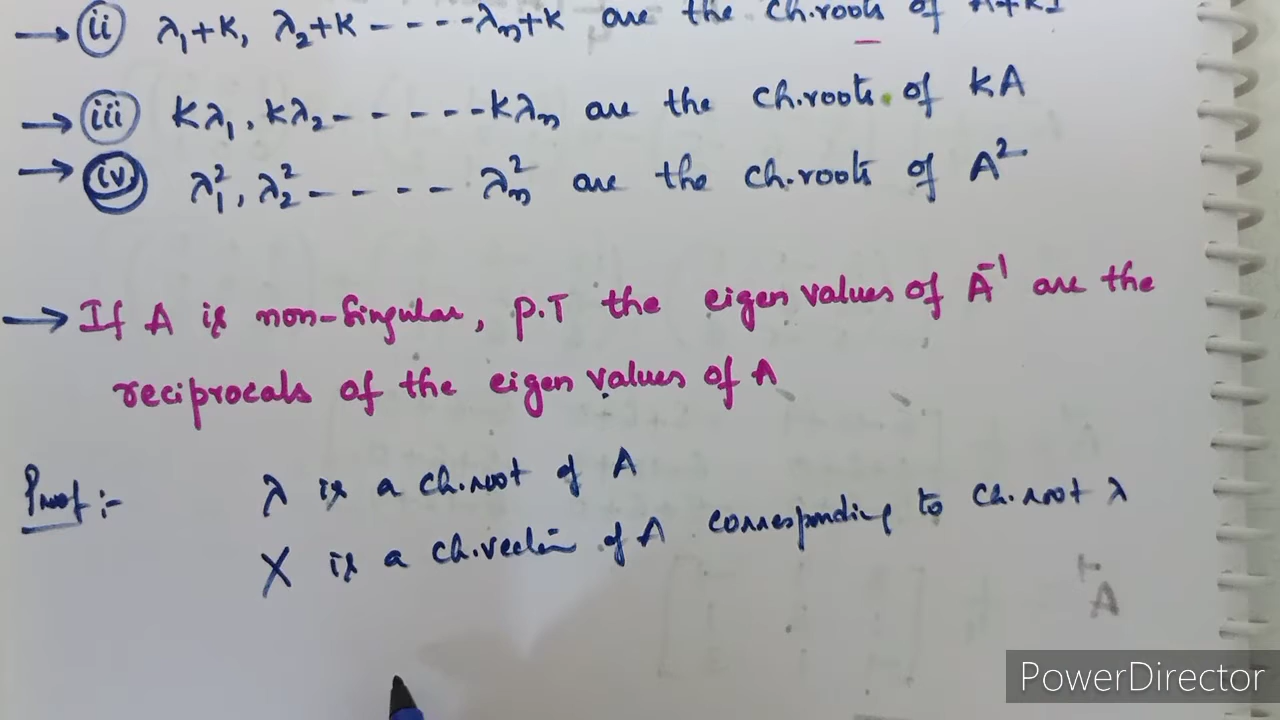 → (ii) λ₁+K, λ₂+K - - - - - λₙ+K are the ch.roots of A+KI
→ (iii) Kλ₁, Kλ₂ - - - - - - Kλₙ are the ch.roots of KA
→ (iv) λ₁², λ₂² - - - - - λₙ² are the ch.roots of A²
→ If A is non-Singular, P.T the eigen values of A⁻¹ are the
reciprocals of the eigen values of A
Proof :- λ is a ch.root of A
X is a ch.vector of A corresponding to ch.root λ
A
PowerDirector